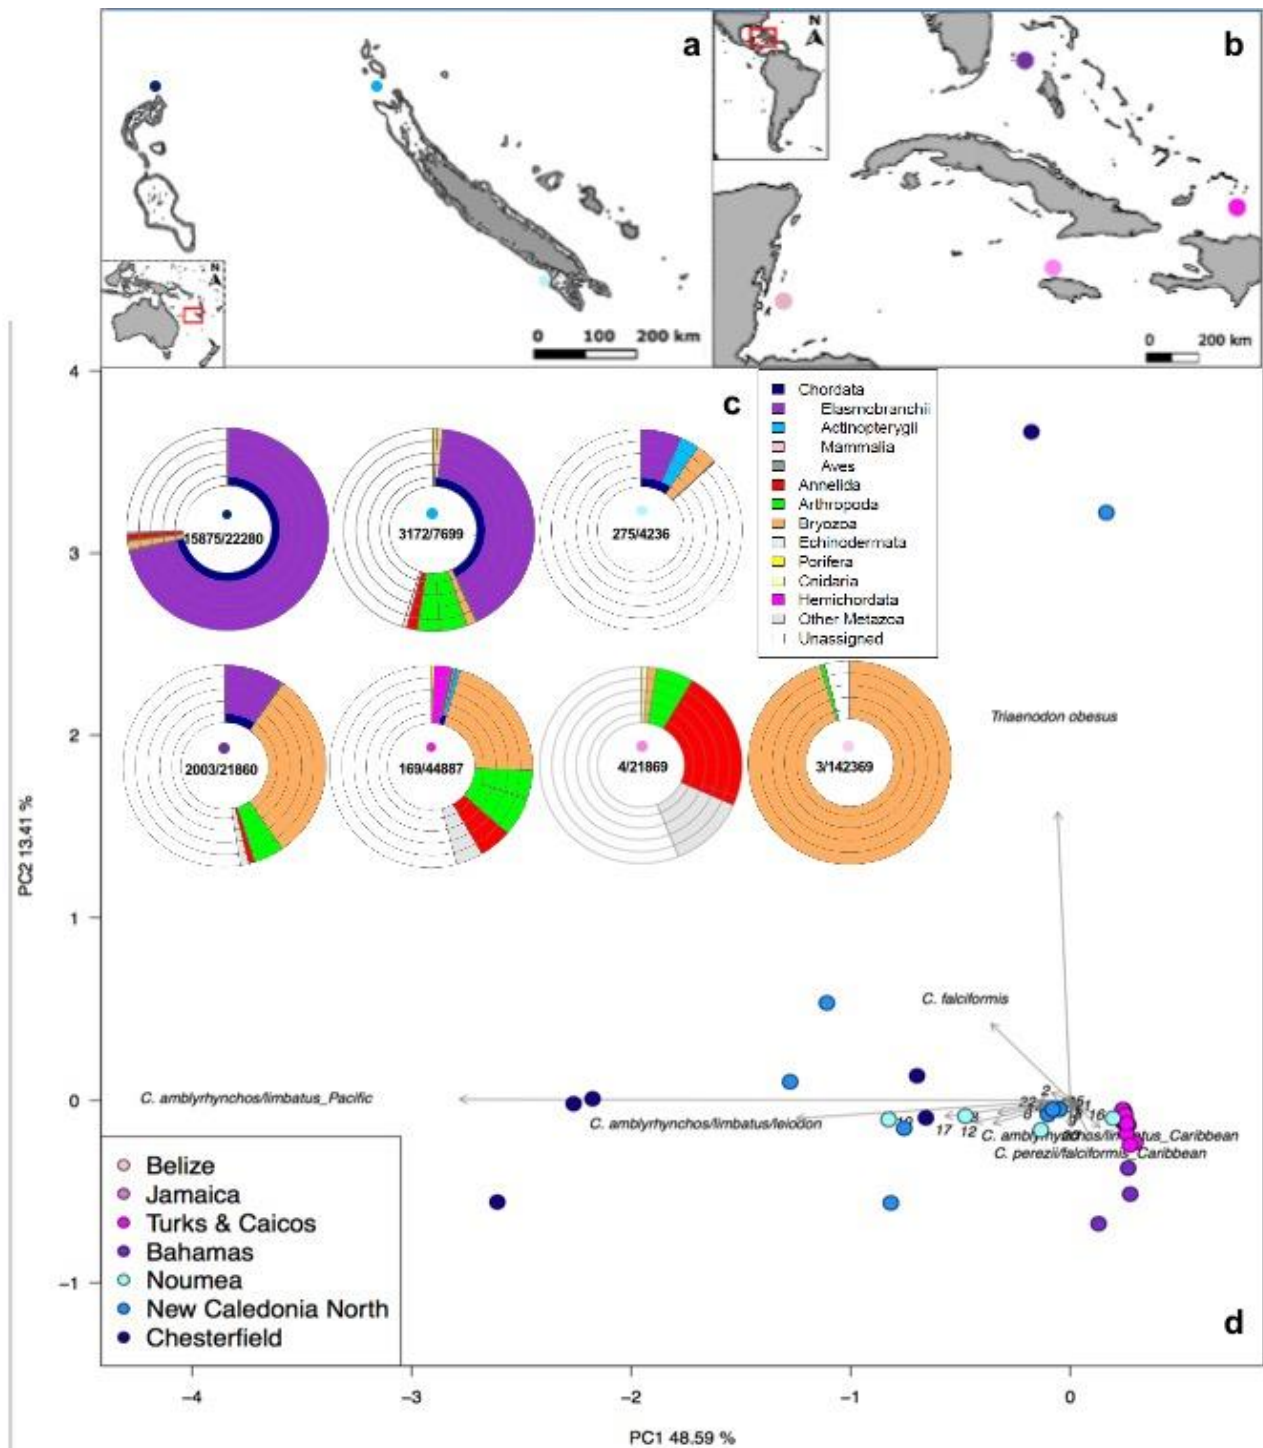 a
N
0 100 200 km
b
N
0 200 km
c
Chordata
Elasmobranchii
Actinopterygii
Mammalia
Aves
Annelida
Arthropoda
Bryozoa
Echinodermata
Porifera
Cnidaria
Hemichordata
Other Metazoa
Unassigned
15875/22280
3172/7699
275/4236
2003/21860
169/44887
4/21869
3/142369
PC2 13.41 %
4
3
2
1
0
−1
Triaenodon obesus
C. falciformis
C. amblyrhynchos/limbatus_Pacific
C. amblyrhynchos/limbatus/leiodon
C. amblyrhynchos/limbatus_Caribbean
C. perezii/falciformis_Caribbean
2
22
16
17
12
Belize
Jamaica
Turks & Caicos
Bahamas
Noumea
New Caledonia North
Chesterfield
d
−4 −3 −2 −1 0
PC1 48.59 %